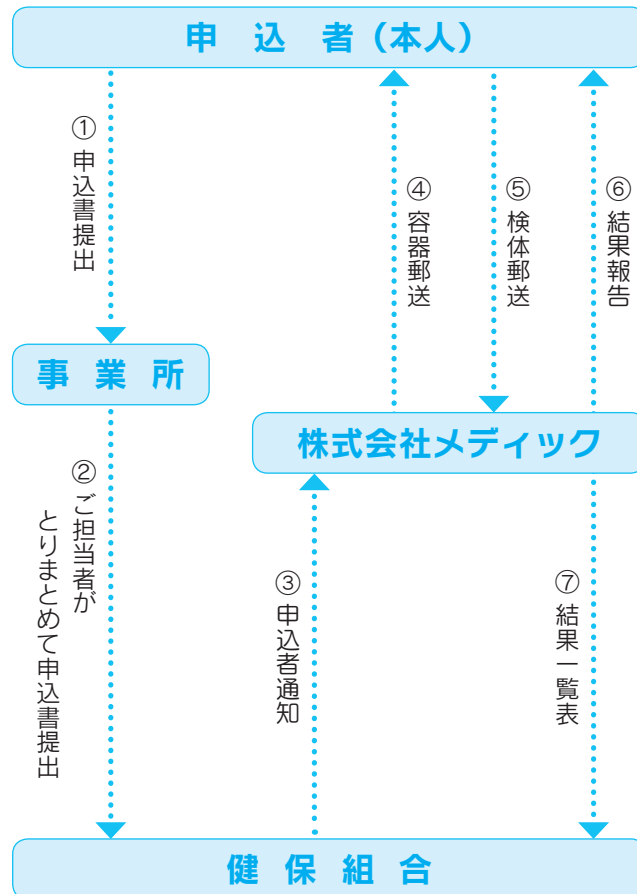 申込者（本人）
①申込書提出
④容器郵送
⑤検体郵送
⑥結果報告
事業所
株式会社メディック
②ご担当者が
とりまとめて申込書提出
③申込者通知
⑦結果一覧表
健保組合